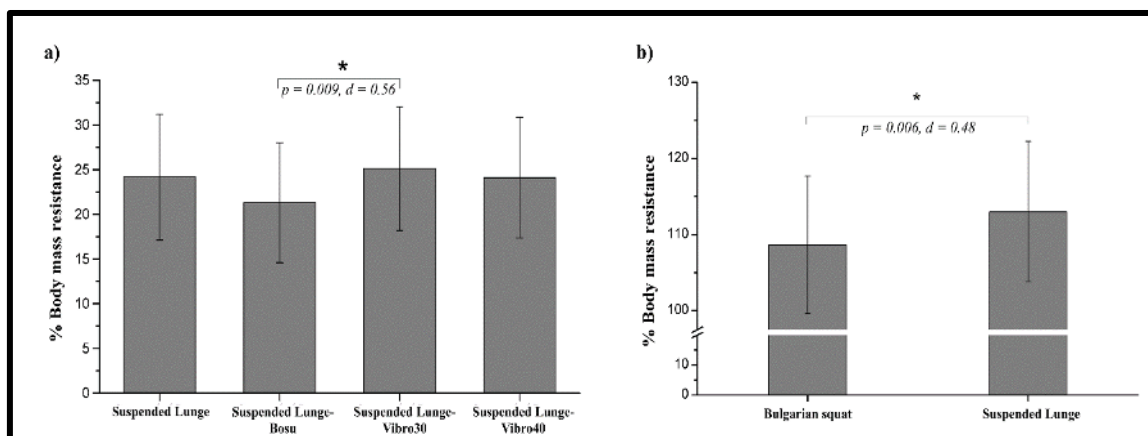 a)
*
p = 0.009, d = 0.56
35
30
25
20
15
10
5
0
% Body mass resistance
Suspended Lunge
Suspended Lunge-
Bosu
Suspended Lunge-
Vibro30
Suspended Lunge-
Vibro40
b)
*
p = 0.006, d = 0.48
130
120
110
100
10
0
% Body mass resistance
Bulgarian squat
Suspended Lunge